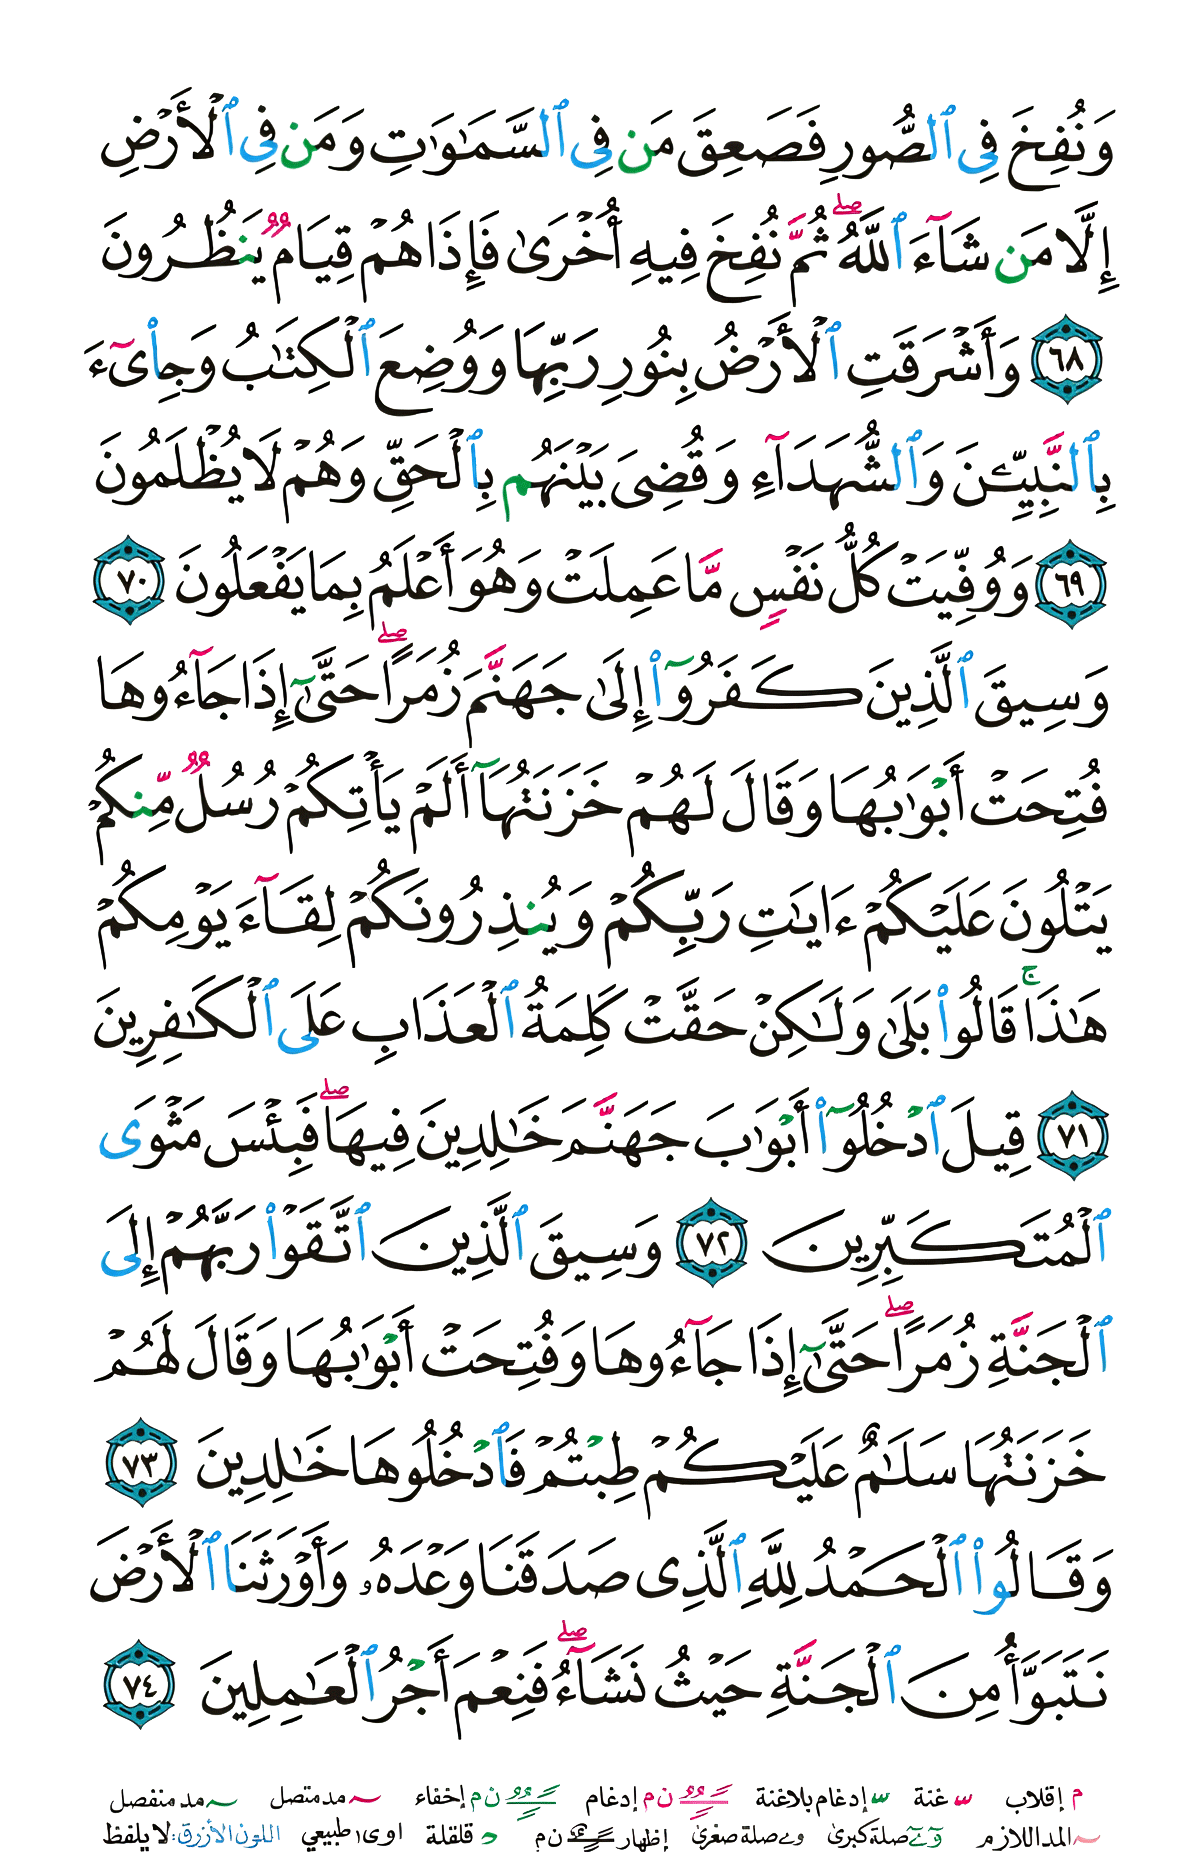 وَنُفِخَ فِى ٱلصُّورِ فَصَعِقَ مَن فِى ٱلسَّمَـٰوَٰتِ وَمَن فِى ٱلْأَرْضِ
إِلَّا مَن شَآءَ ٱللَّهُ ۖ ثُمَّ نُفِخَ فِيهِ أُخْرَىٰ فَإِذَا هُمْ قِيَامٌ يَنظُرُونَ
٦٨ وَأَشْرَقَتِ ٱلْأَرْضُ بِنُورِ رَبِّهَا وَوُضِعَ ٱلْكِتَـٰبُ وَجِا۟ىٓءَ
بِٱلنَّبِيِّـۧنَ وَٱلشُّهَدَآءِ وَقُضِىَ بَيْنَهُم بِٱلْحَقِّ وَهُمْ لَا يُظْلَمُونَ
٦٩ وَوُفِّيَتْ كُلُّ نَفْسٍ مَّا عَمِلَتْ وَهُوَ أَعْلَمُ بِمَا يَفْعَلُونَ ٧٠
وَسِيقَ ٱلَّذِينَ كَفَرُوٓا۟ إِلَىٰ جَهَنَّمَ زُمَرًا ۖ حَتَّىٰٓ إِذَا جَآءُوهَا
فُتِحَتْ أَبْوَٰبُهَا وَقَالَ لَهُمْ خَزَنَتُهَآ أَلَمْ يَأْتِكُمْ رُسُلٌ مِّنكُمْ
يَتْلُونَ عَلَيْكُمْ ءَايَـٰتِ رَبِّكُمْ وَيُنذِرُونَكُمْ لِقَآءَ يَوْمِكُمْ
هَـٰذَا ۚ قَالُوا۟ بَلَىٰ وَلَـٰكِنْ حَقَّتْ كَلِمَةُ ٱلْعَذَابِ عَلَى ٱلْكَـٰفِرِينَ
٧١ قِيلَ ٱدْخُلُوٓا۟ أَبْوَٰبَ جَهَنَّمَ خَـٰلِدِينَ فِيهَا ۖ فَبِئْسَ مَثْوَى
ٱلْمُتَكَبِّرِينَ ٧٢ وَسِيقَ ٱلَّذِينَ ٱتَّقَوْا۟ رَبَّهُمْ إِلَى
ٱلْجَنَّةِ زُمَرًا ۖ حَتَّىٰٓ إِذَا جَآءُوهَا وَفُتِحَتْ أَبْوَٰبُهَا وَقَالَ لَهُمْ
خَزَنَتُهَا سَلَـٰمٌ عَلَيْكُمْ طِبْتُمْ فَٱدْخُلُوهَا خَـٰلِدِينَ ٧٣
وَقَالُوا۟ ٱلْحَمْدُ لِلَّهِ ٱلَّذِى صَدَقَنَا وَعْدَهُۥ وَأَوْرَثَنَا ٱلْأَرْضَ
نَتَبَوَّأُ مِنَ ٱلْجَنَّةِ حَيْثُ نَشَآءُ ۖ فَنِعْمَ أَجْرُ ٱلْعَـٰمِلِينَ ٧٤
م إقلاب غنة إدغام بلاغنة ن م إدغام ن م إخفاء مد متصل مد منفصل
المد اللازم صلة كبرى صلة صغرى إظهار ن م قلقلة اوى طبيعي اللون الأزرق: لا يلفظ